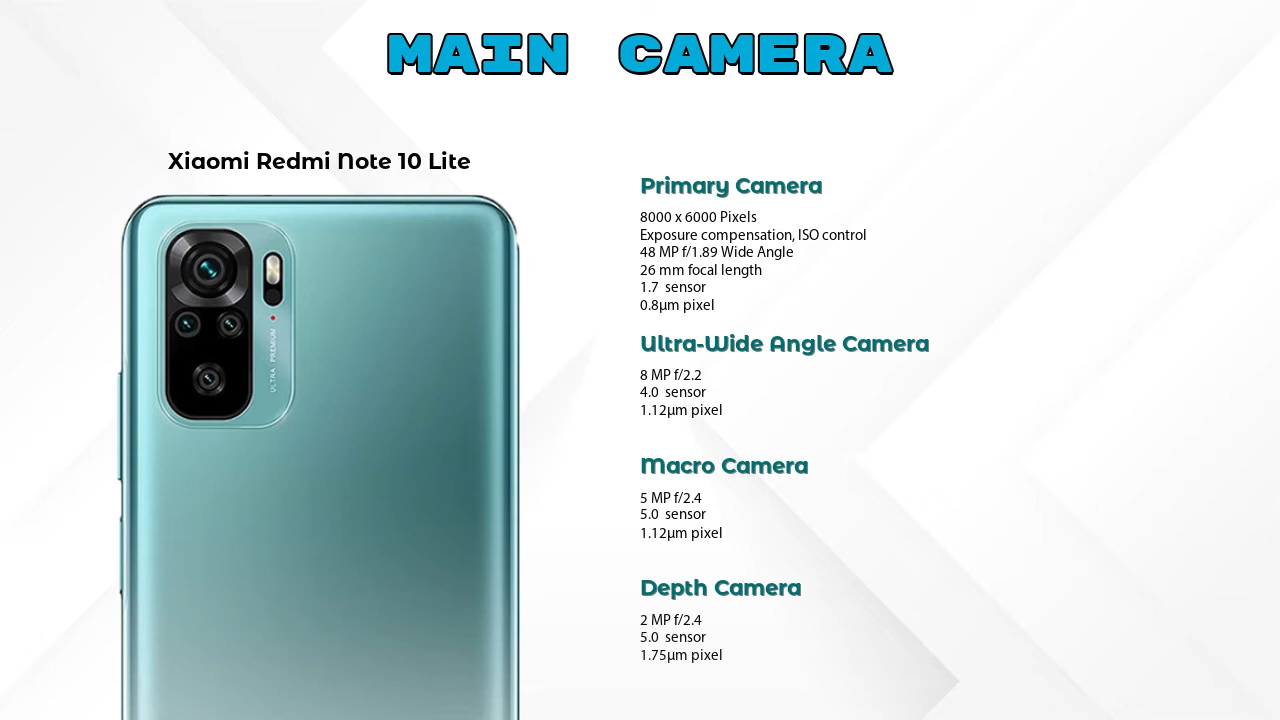 MAIN CAMERA
Xiaomi Redmi Note 10 Lite
ULTRA PREMIUM
Primary Camera
8000 x 6000 Pixels
Exposure compensation, ISO control
48 MP f/1.89 Wide Angle
26 mm focal length
1.7 sensor
0.8μm pixel
Ultra-Wide Angle Camera
8 MP f/2.2
4.0 sensor
1.12μm pixel
Macro Camera
5 MP f/2.4
5.0 sensor
1.12μm pixel
Depth Camera
2 MP f/2.4
5.0 sensor
1.75μm pixel